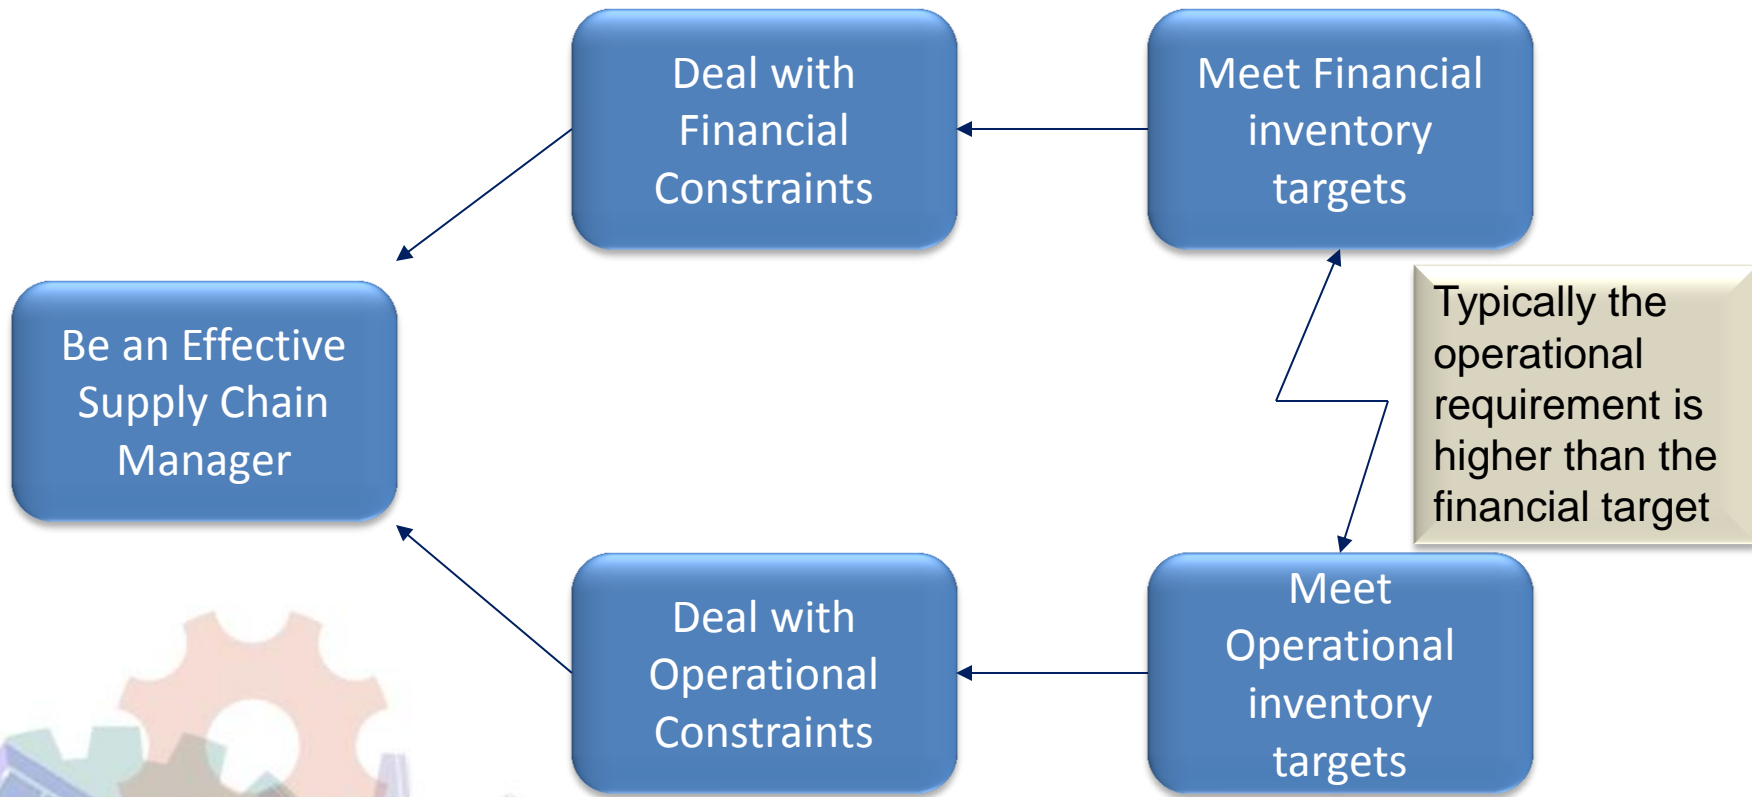 Deal with
Financial
Constraints
Meet Financial
inventory
targets
Be an Effective
Supply Chain
Manager
Typically the
operational
requirement is
higher than the
financial target
Deal with
Operational
Constraints
Meet
Operational
inventory
targets